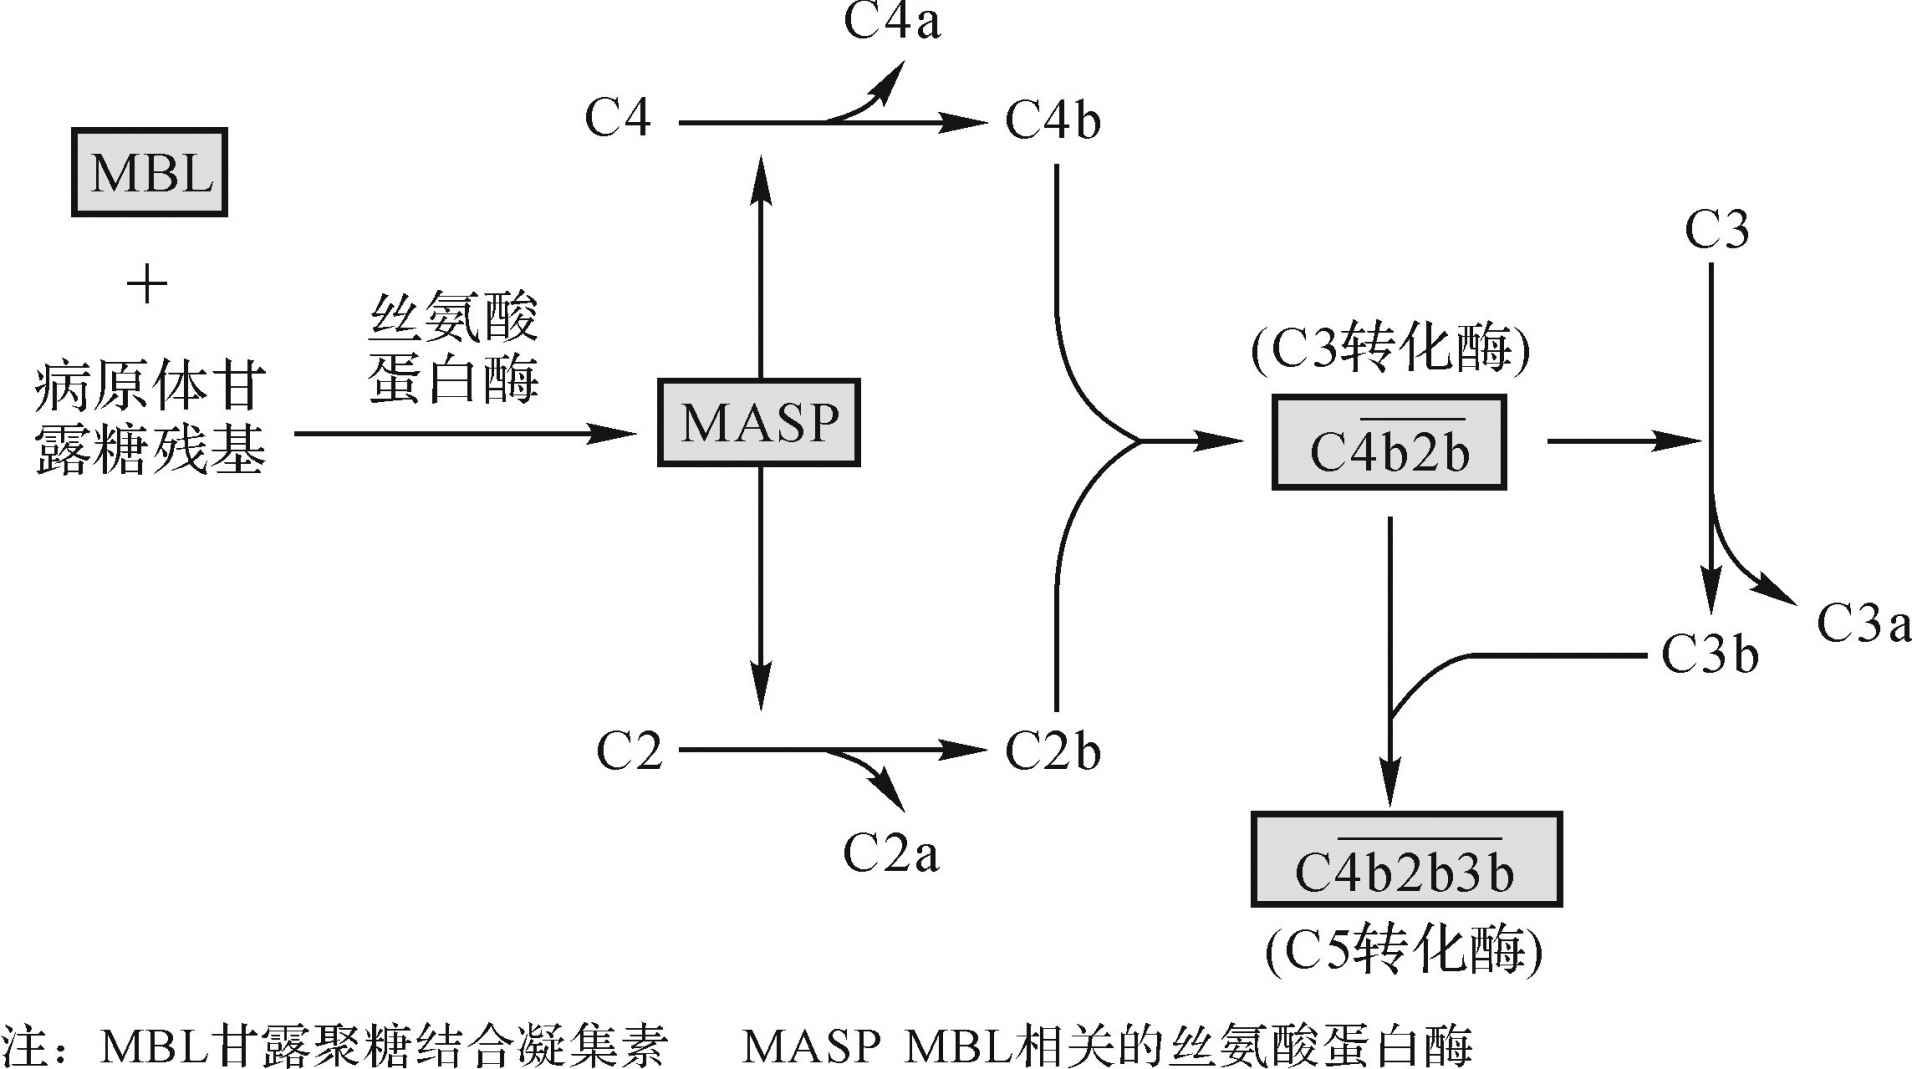 C4a
C4
C4b
MBL
+
病原体甘
露糖残基
丝氨酸
蛋白酶
MASP
C3
(C3转化酶)
C4b2b
C3a
C3b
C2
C2b
C2a
C4b2b3b
(C5转化酶)
注：MBL甘露聚糖结合凝集素 MASP MBL相关的丝氨酸蛋白酶